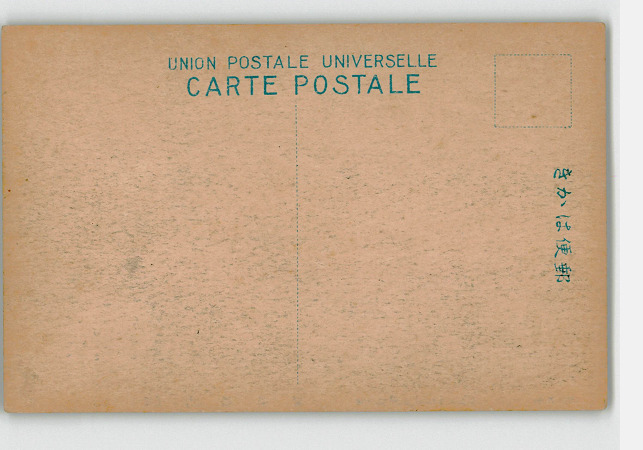 UNION POSTALE UNIVERSELLE
CARTE POSTALE
郵便はかき